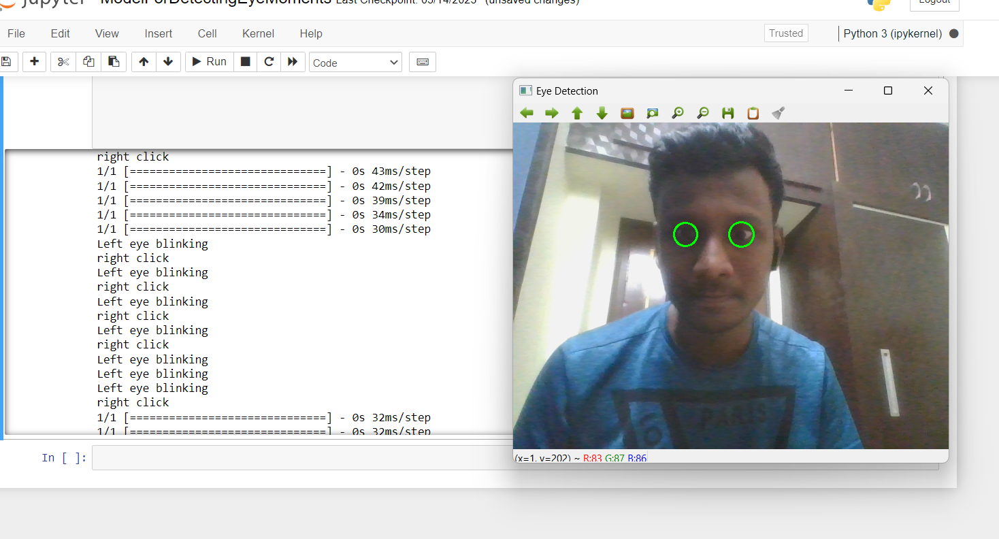 jupyter ModelForDetectingEyeMoments Last Checkpoint: 05/14/2023 (unsaved changes) Logout
File Edit View Insert Cell Kernel Help Trusted Python 3 (ipykernel)
Run Code
Eye Detection
right click
1/1 [==============================] - 0s 43ms/step
1/1 [==============================] - 0s 42ms/step
1/1 [==============================] - 0s 39ms/step
1/1 [==============================] - 0s 34ms/step
1/1 [==============================] - 0s 30ms/step
Left eye blinking
right click
Left eye blinking
right click
Left eye blinking
right click
Left eye blinking
right click
Left eye blinking
Left eye blinking
Left eye blinking
right click
1/1 [==============================] - 0s 32ms/step
1/1 [==============================] - 0s 32ms/step
In [ ]:
PARIS
(x=1, y=202) ~ R:83 G:87 B:86